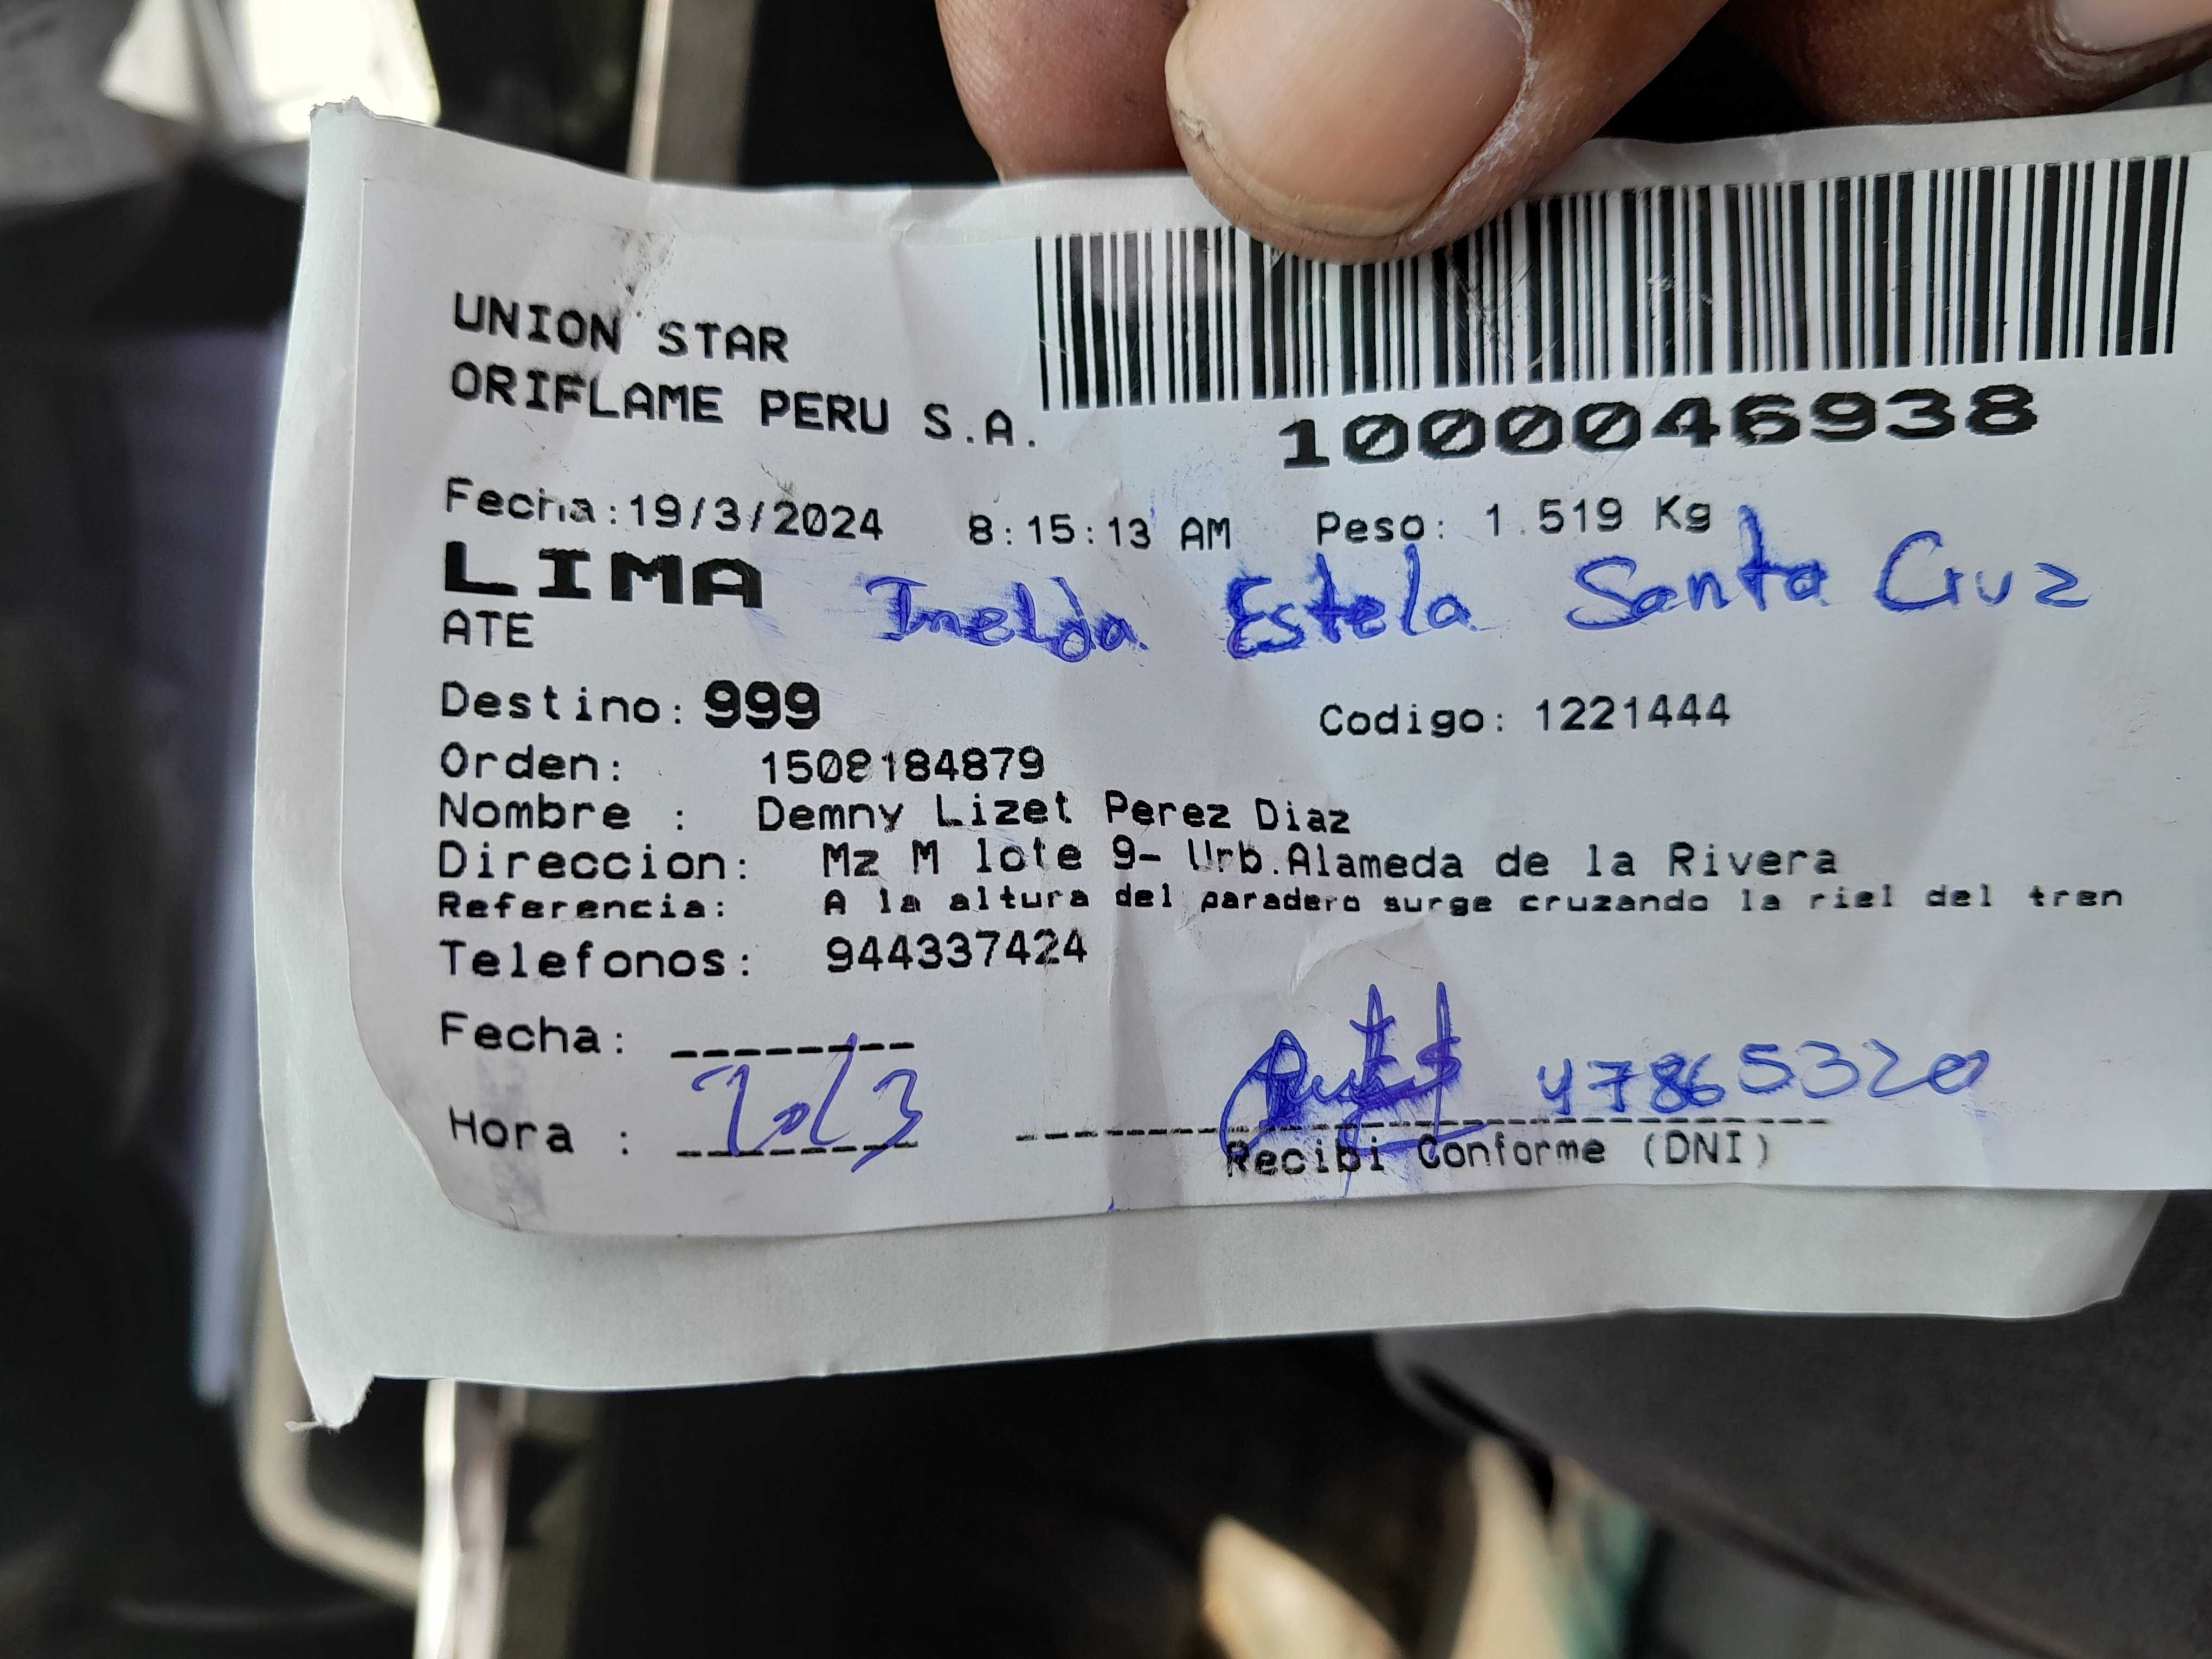 UNION STAR
ORIFLAME PERU S.A.
1000046938
Fecha:19/3/2024 8:15:13 AM Peso: 1.519 Kg
LIMA
ATE
Imelda Estela Santa Cruz
Destino: 999 Codigo: 1221444
Orden: 1508184879
Nombre : Demny Lizet Perez Diaz
Direccion: Mz M lote 9- Urb.Alameda de la Rivera
Referencia: A la altura del paradero surge cruzando la riel del tren
Telefonos: 944337424
Fecha:
47865320
Hora :
Recibi Conforme (DNI)